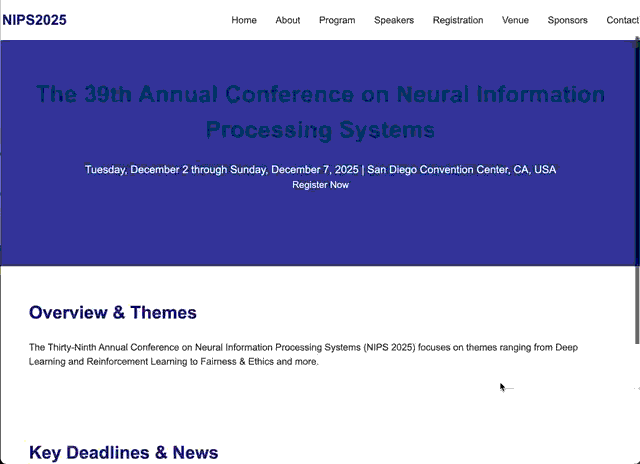 NIPS2025
Home About Program Speakers Registration Venue Sponsors Contact
The 39th Annual Conference on Neural Information
Processing Systems
Tuesday, December 2 through Sunday, December 7, 2025 | San Diego Convention Center, CA, USA
Register Now
Overview & Themes
The Thirty-Ninth Annual Conference on Neural Information Processing Systems (NIPS 2025) focuses on themes ranging from Deep
Learning and Reinforcement Learning to Fairness & Ethics and more.
Key Deadlines & News